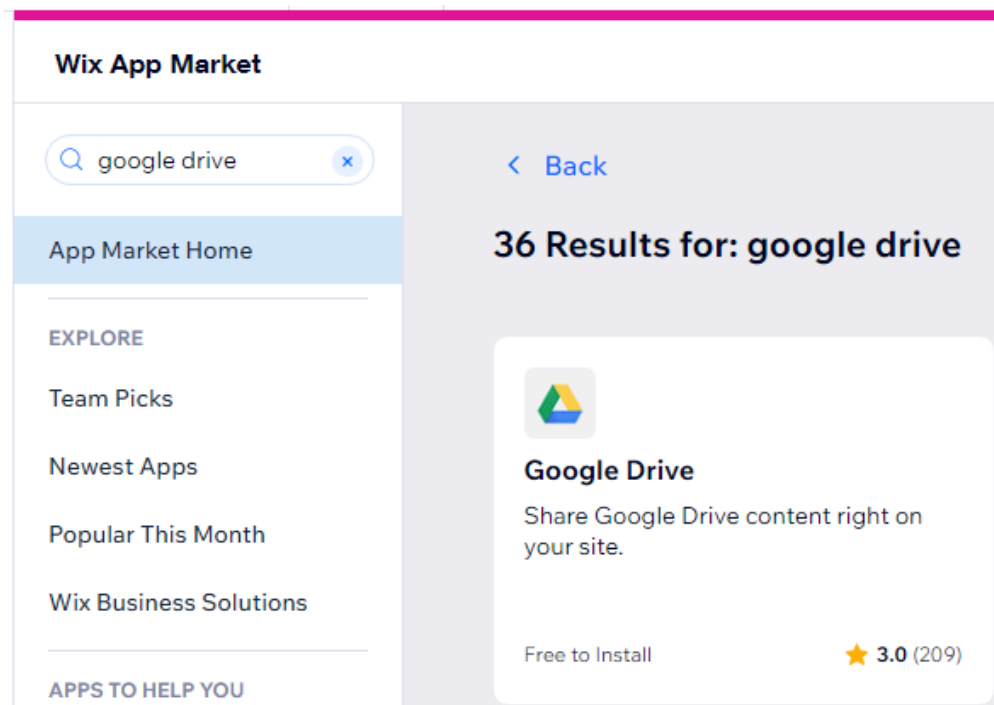 Wix App Market
google drive
App Market Home
EXPLORE
Team Picks
Newest Apps
Popular This Month
Wix Business Solutions
APPS TO HELP YOU
Back
36 Results for: google drive
Google Drive
Share Google Drive content right on
your site.
Free to Install
3.0 (209)